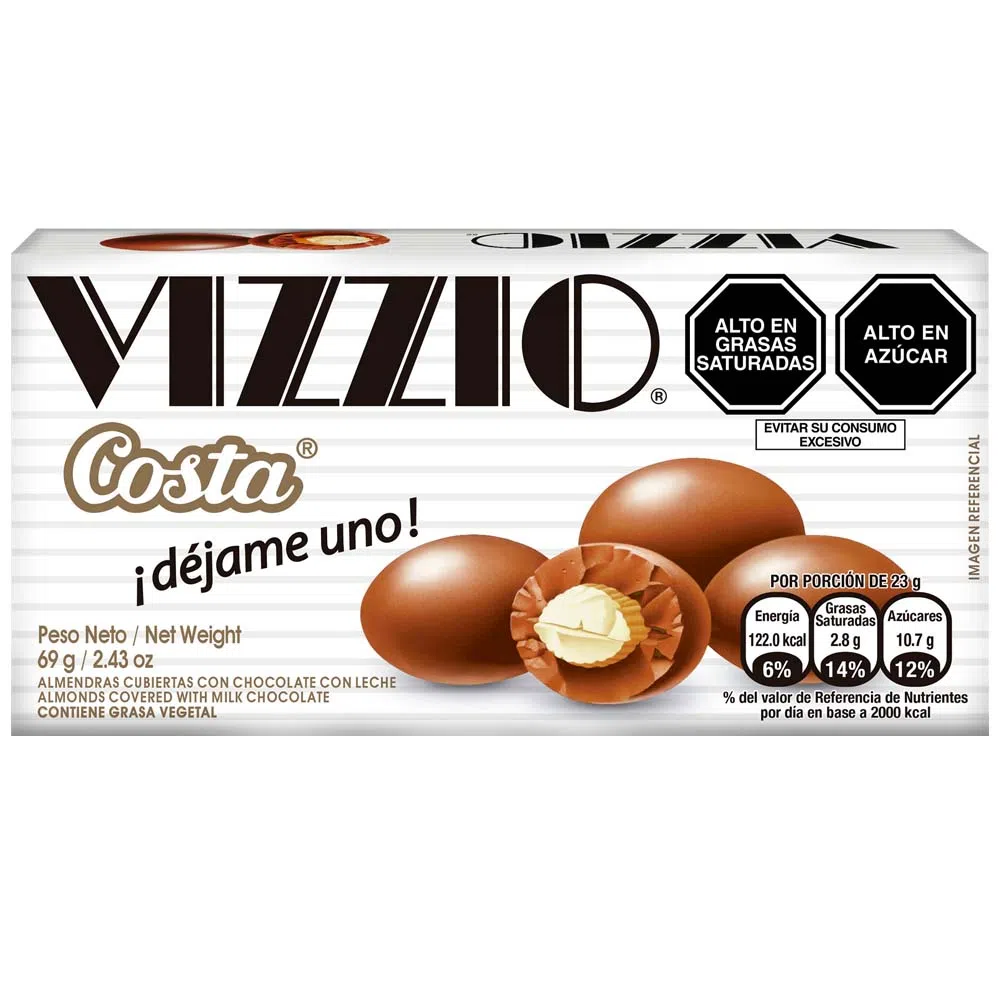 VIZZIO
VIZZIO®
Costa®
¡déjame uno!
Peso Neto / Net Weight
69 g / 2.43 oz
ALMENDRAS CUBIERTAS CON CHOCOLATE CON LECHE
ALMONDS COVERED WITH MILK CHOCOLATE
CONTIENE GRASA VEGETAL
ALTO EN
GRASAS
SATURADAS
ALTO EN
AZÚCAR
EVITAR SU CONSUMO
EXCESIVO
IMAGEN REFERENCIAL
POR PORCIÓN DE 23 g
Energía
122.0 kcal
6%
Grasas
Saturadas
2.8 g
14%
Azúcares
10.7 g
12%
% del valor de Referencia de Nutrientes
por día en base a 2000 kcal